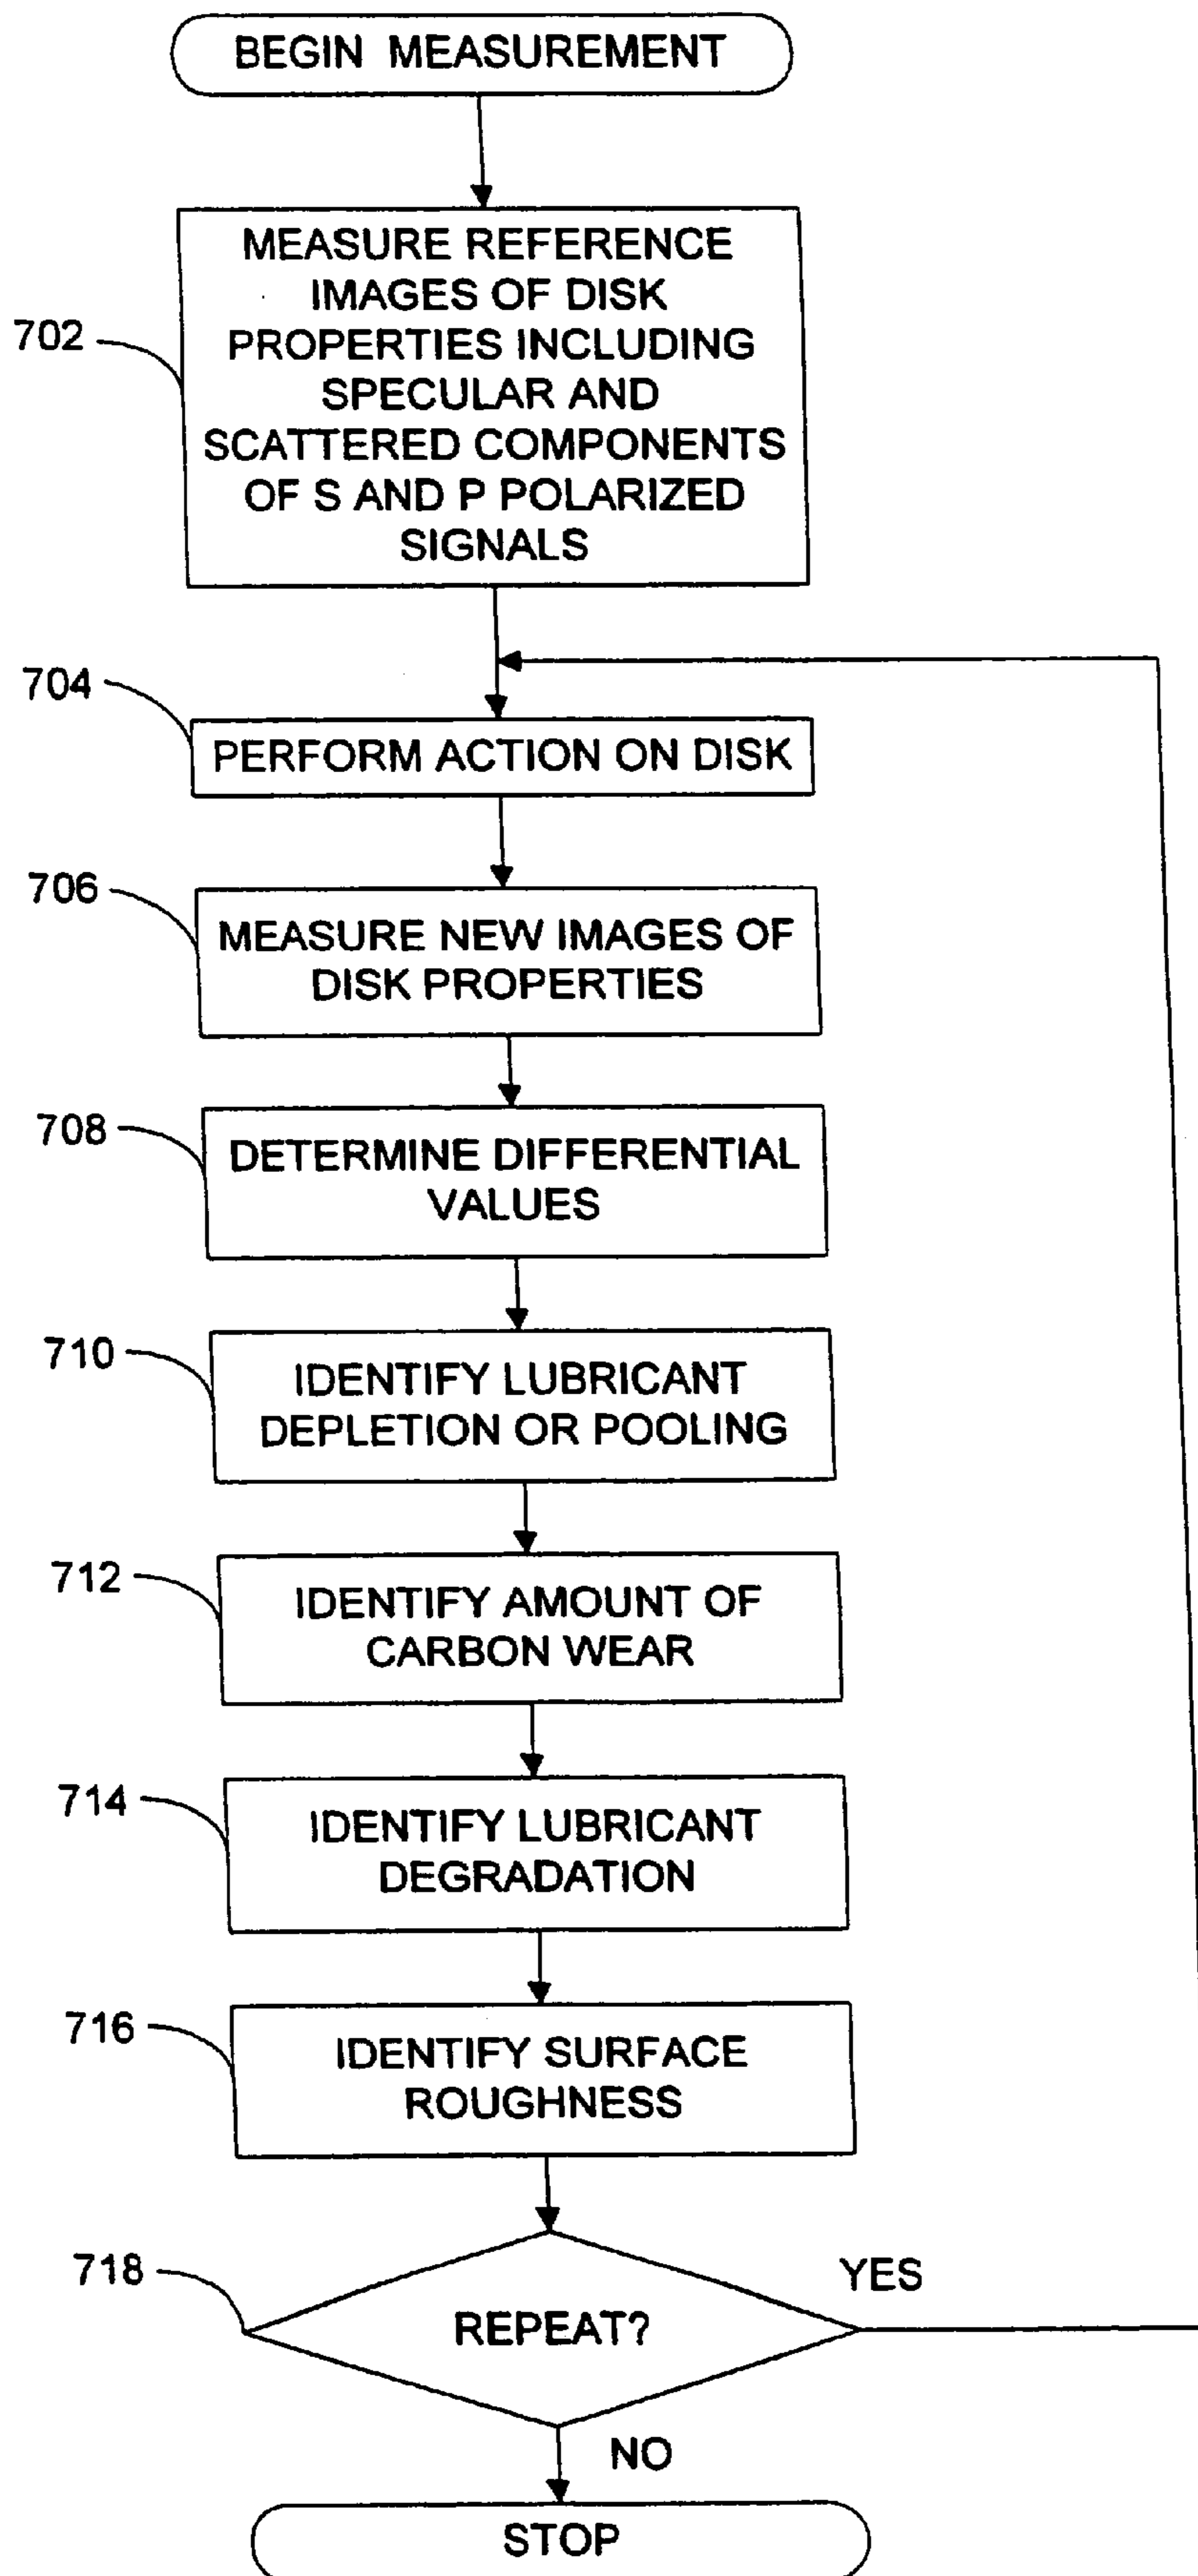 BEGIN MEASUREMENT
702
MEASURE REFERENCE
IMAGES OF DISK
PROPERTIES INCLUDING
SPECULAR AND
SCATTERED COMPONENTS
OF S AND P POLARIZED
SIGNALS
704
PERFORM ACTION ON DISK
706
MEASURE NEW IMAGES OF
DISK PROPERTIES
708
DETERMINE DIFFERENTIAL
VALUES
710
IDENTIFY LUBRICANT
DEPLETION OR POOLING
712
IDENTIFY AMOUNT OF
CARBON WEAR
714
IDENTIFY LUBRICANT
DEGRADATION
716
IDENTIFY SURFACE
ROUGHNESS
718
REPEAT?
YES
NO
STOP